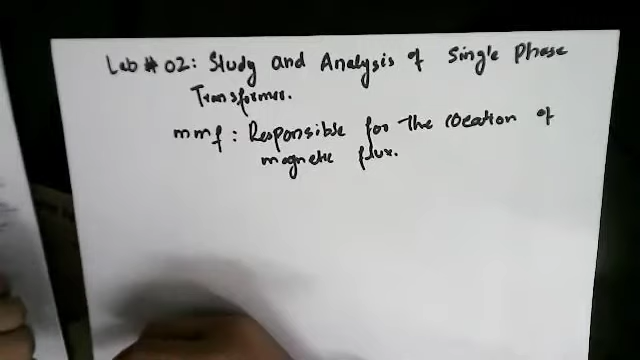 Lab # 02: Study and Analysis of Single Phase
Transformer.
mmf: Responsible for the creation of
magnetic flux.